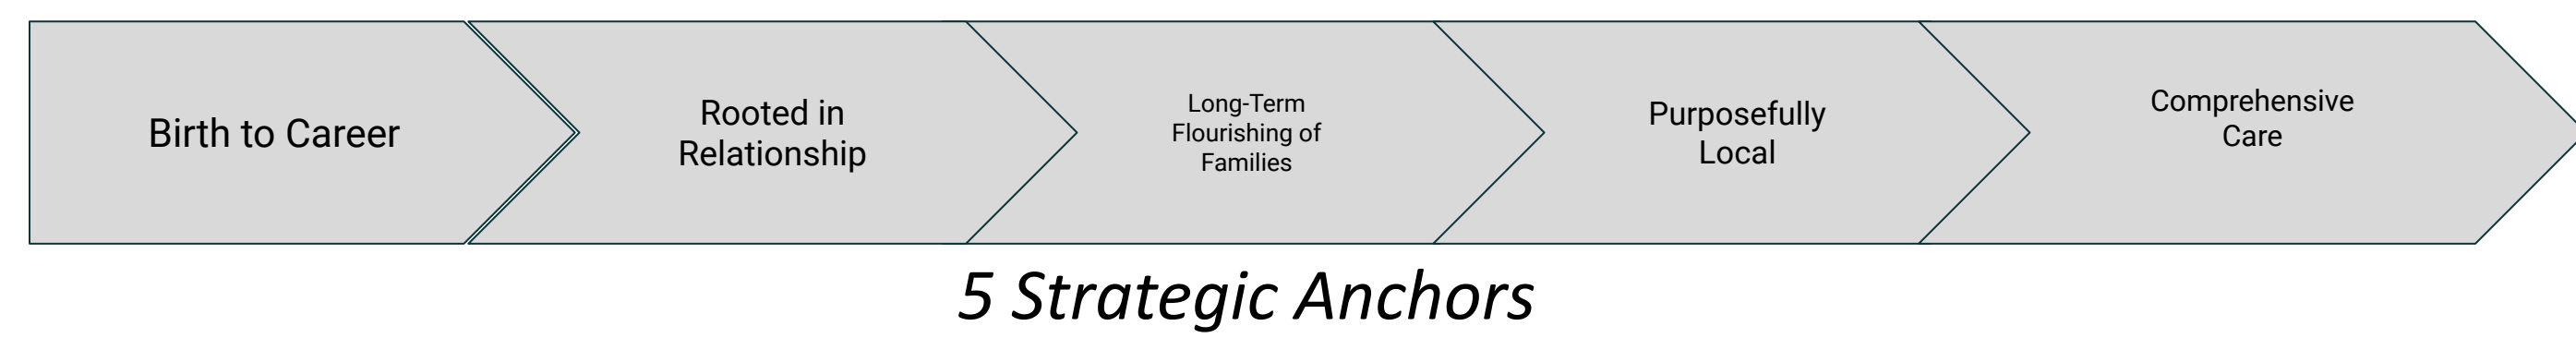 Birth to Career
Rooted in
Relationship
Long-Term
Flourishing of
Families
Purposefully
Local
Comprehensive
Care
5 Strategic Anchors